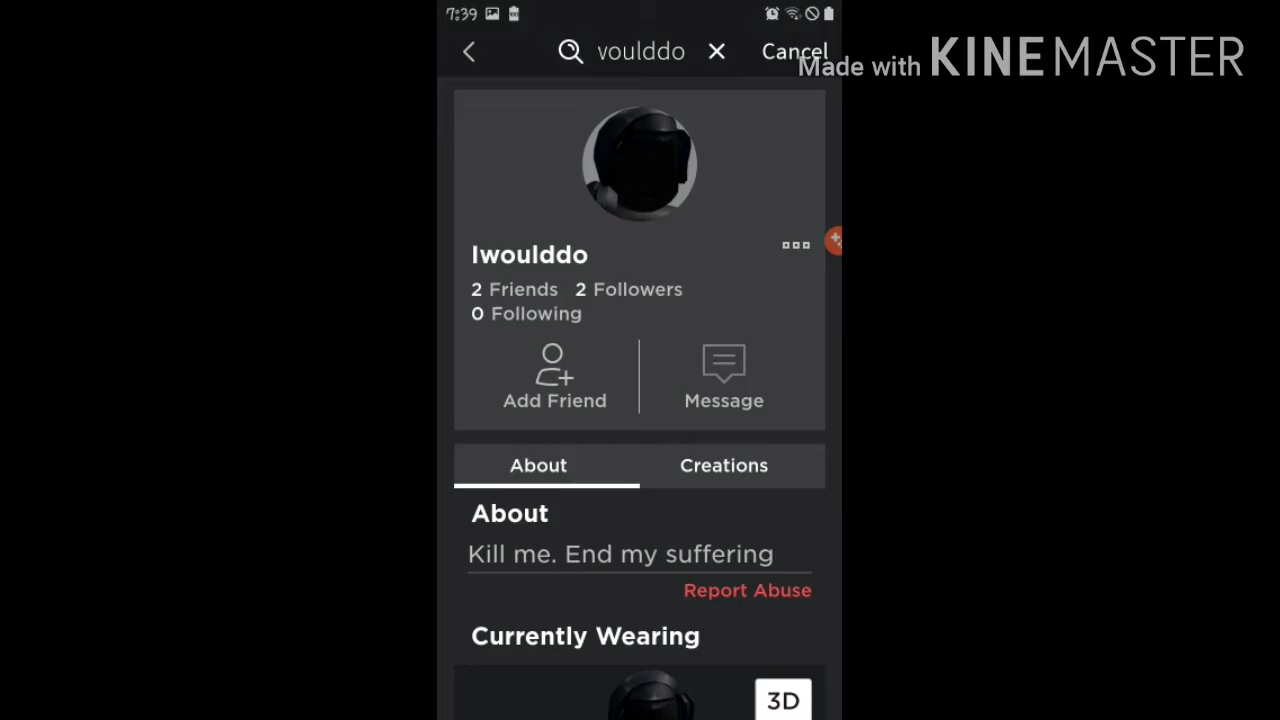 7:39
voulddo
Cancel
Made with KINEMASTER
Iwoulddo
2 Friends 2 Followers
0 Following
Add Friend
Message
About
Creations
About
Kill me. End my suffering
Report Abuse
Currently Wearing
3D